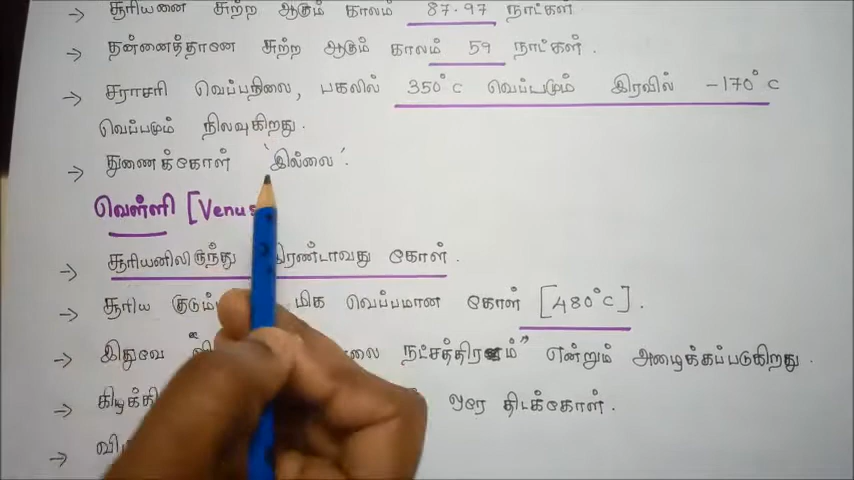 → சூரியனை சுற்ற ஆகும் காலம் 87.97 நாட்கள்
→ தன்னைத்தானே சுற்ற ஆகும் காலம் 59 நாட்கள்.
→ சராசரி வெப்பநிலை, பகலில் 350°C வெப்பமும் இரவில் -170°C
வெப்பமும் நிலவுகிறது.
→ துணைக்கோள் 'இல்லை'.
வெள்ளி [Venus
→ சூரியனிலிருந்து இரண்டாவது கோள்.
→ சூரிய மிக வெப்பமான கோள் [480°C].
→ இதுவே நட்சத்திரம்" என்றும் அழைக்கப்படுகிறது.
→ ஒரே திடக்கோள்.
→